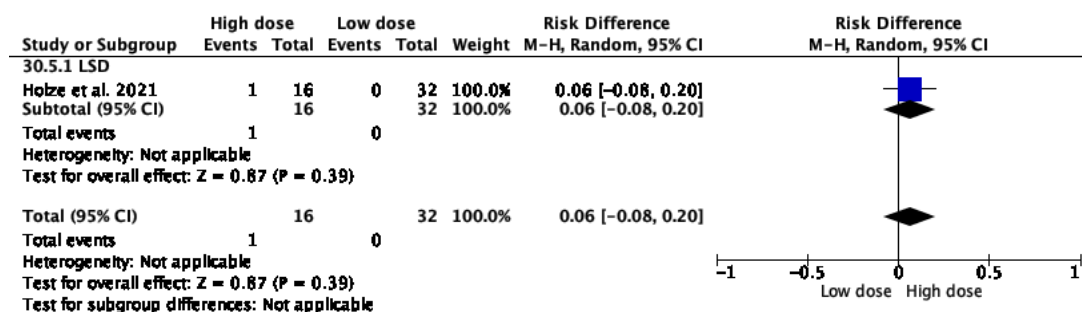 High dose Low dose Risk Difference Risk Difference
Study or Subgroup Events Total Events Total Weight M-H, Random, 95% CI M-H, Random, 95% CI
30.5.1 LSD
Holze et al. 2021 1 16 0 32 100.0% 0.06 [-0.08, 0.20]
Subtotal (95% CI) 16 32 100.0% 0.06 [-0.08, 0.20]
Total events 1 0
Heterogeneity: Not applicable
Test for overall effect: Z = 0.87 (P = 0.39)
Total (95% CI) 16 32 100.0% 0.06 [-0.08, 0.20]
Total events 1 0
Heterogeneity: Not applicable
Test for overall effect: Z = 0.87 (P = 0.39)
Test for subgroup differences: Not applicable
-1 -0.5 0 0.5 1
Low dose High dose